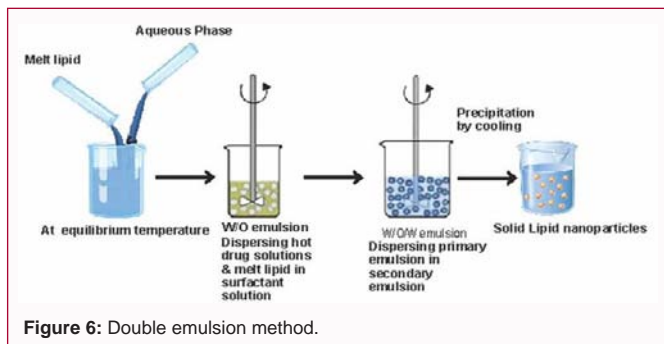 Aqueous Phase
Melt lipid
Precipitation
by cooling
At equilibrium temperature
W/O emulsion
Dispersing hot
drug solutions
& melt lipid in
surfactant
solution
W/O/W emulsion
Dispersing primary
emulsion in
secondary
emulsion
Solid Lipid nanoparticles
Figure 6: Double emulsion method.